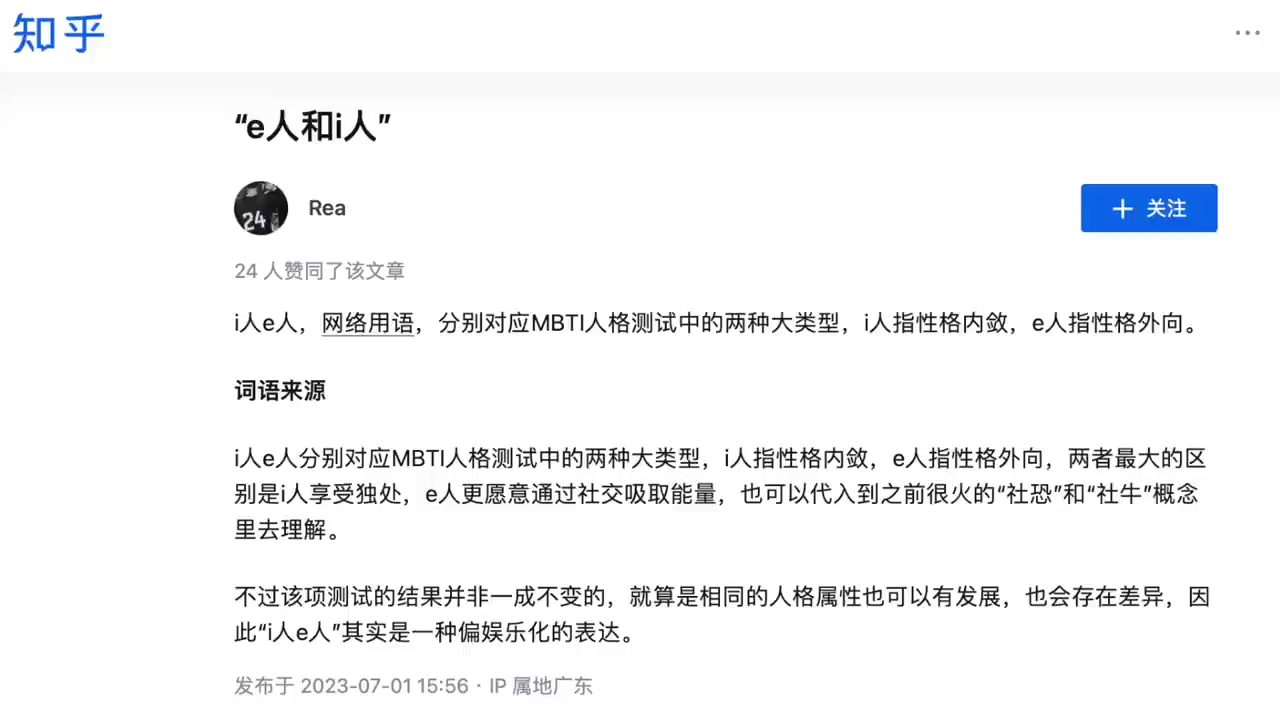 知乎
“e人和i人”
24
Rea
+ 关注
24 人赞同了该文章
i人e人，网络用语，分别对应MBTI人格测试中的两种大类型，i人指性格内敛，e人指性格外向。
词语来源
i人e人分别对应MBTI人格测试中的两种大类型，i人指性格内敛，e人指性格外向，两者最大的区
别是i人享受独处，e人更愿意通过社交吸取能量，也可以代入到之前很火的“社恐”和“社牛”概念
里去理解。
不过该项测试的结果并非一成不变的，就算是相同的人格属性也可以有发展，也会存在差异，因
此“i人e人”其实是一种偏娱乐化的表达。
发布于 2023-07-01 15:56 · IP 属地广东